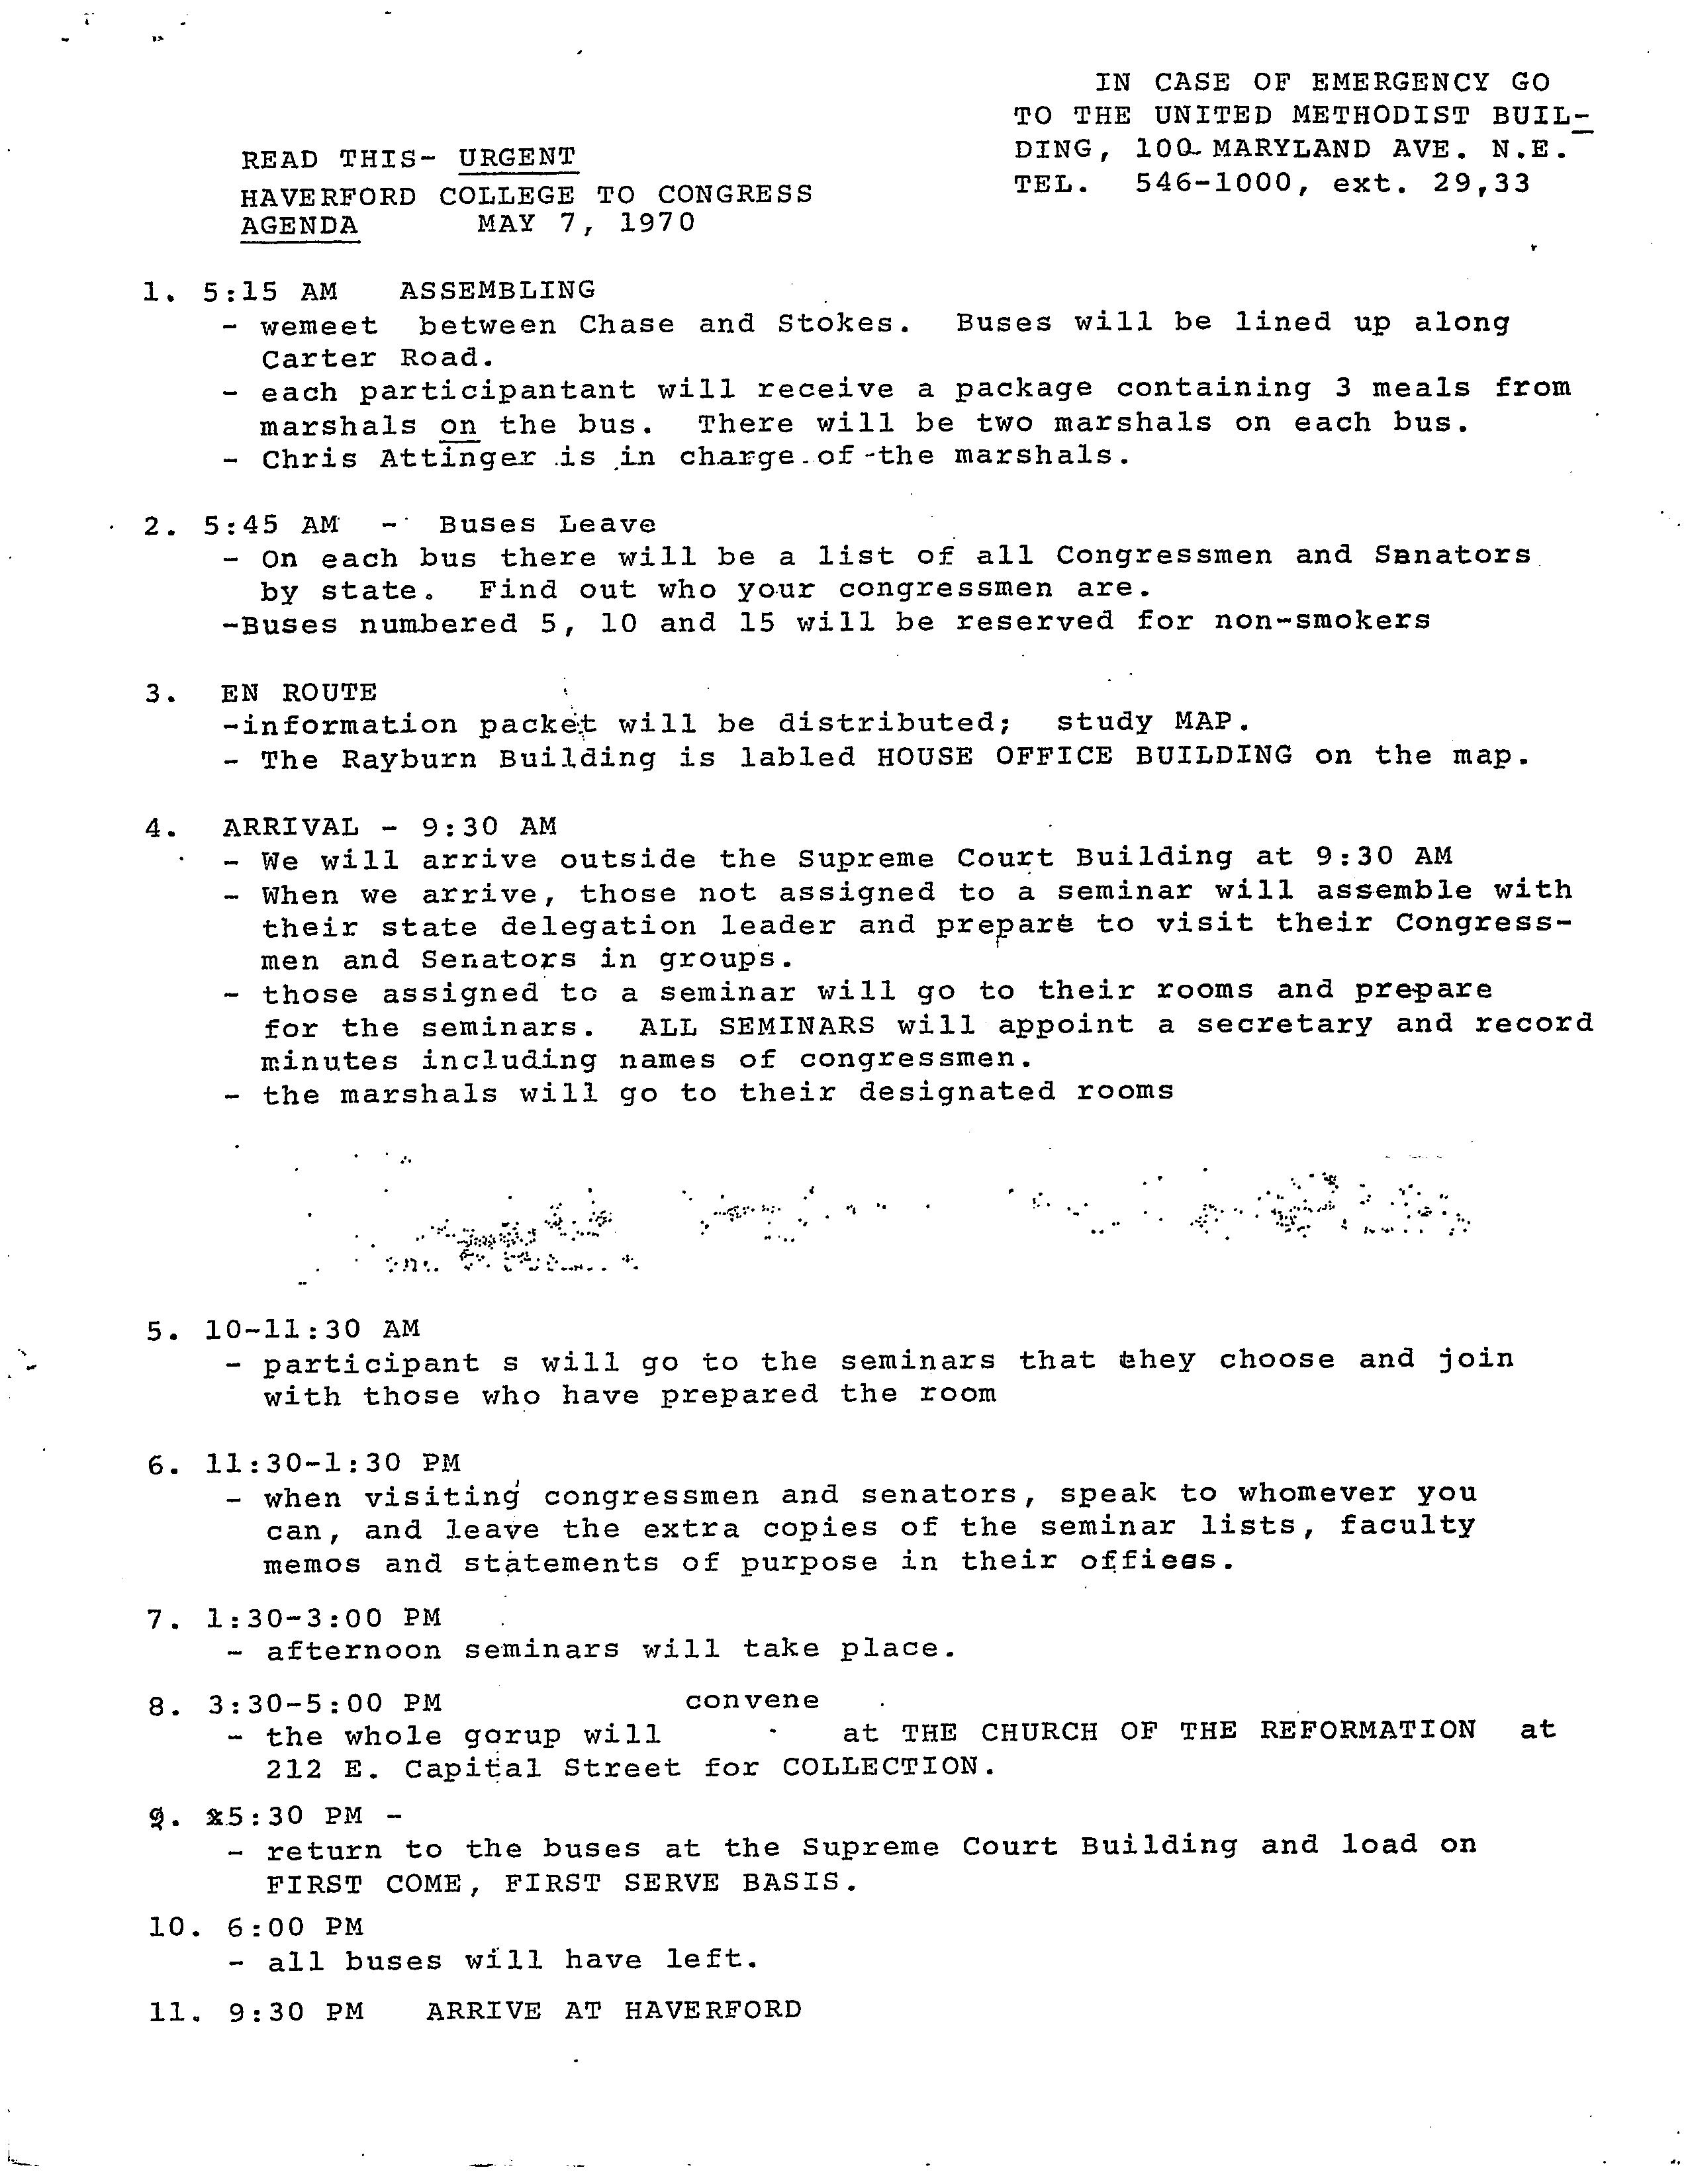 IN CASE OF EMERGENCY GO
TO THE UNITED METHODIST BUIL-
DING, 100 MARYLAND AVE. N.E.
TEL. 546-1000, ext. 29,33
READ THIS- URGENT
HAVERFORD COLLEGE TO CONGRESS
AGENDA MAY 7, 1970
1. 5:15 AM ASSEMBLING
- wemeet between Chase and Stokes. Buses will be lined up along
Carter Road.
- each participantant will receive a package containing 3 meals from
marshals on the bus. There will be two marshals on each bus.
- Chris Attinger is in charge of the marshals.
2. 5:45 AM - Buses Leave
- On each bus there will be a list of all Congressmen and Senators
by state. Find out who your congressmen are.
-Buses numbered 5, 10 and 15 will be reserved for non-smokers
3. EN ROUTE
-information packet will be distributed; study MAP.
- The Rayburn Building is labled HOUSE OFFICE BUILDING on the map.
4. ARRIVAL - 9:30 AM
- We will arrive outside the Supreme Court Building at 9:30 AM
- When we arrive, those not assigned to a seminar will assemble with
their state delegation leader and prepare to visit their Congress-
men and Senators in groups.
- those assigned to a seminar will go to their rooms and prepare
for the seminars. ALL SEMINARS will appoint a secretary and record
minutes including names of congressmen.
- the marshals will go to their designated rooms
5. 10-11:30 AM
- participant s will go to the seminars that they choose and join
with those who have prepared the room
6. 11:30-1:30 PM
- when visiting congressmen and senators, speak to whomever you
can, and leave the extra copies of the seminar lists, faculty
memos and statements of purpose in their offices.
7. 1:30-3:00 PM
- afternoon seminars will take place.
8. 3:30-5:00 PM convene
- the whole gorup will at THE CHURCH OF THE REFORMATION at
212 E. Capital Street for COLLECTION.
9. 5:30 PM -
- return to the buses at the Supreme Court Building and load on
FIRST COME, FIRST SERVE BASIS.
10. 6:00 PM
- all buses will have left.
11. 9:30 PM ARRIVE AT HAVERFORD